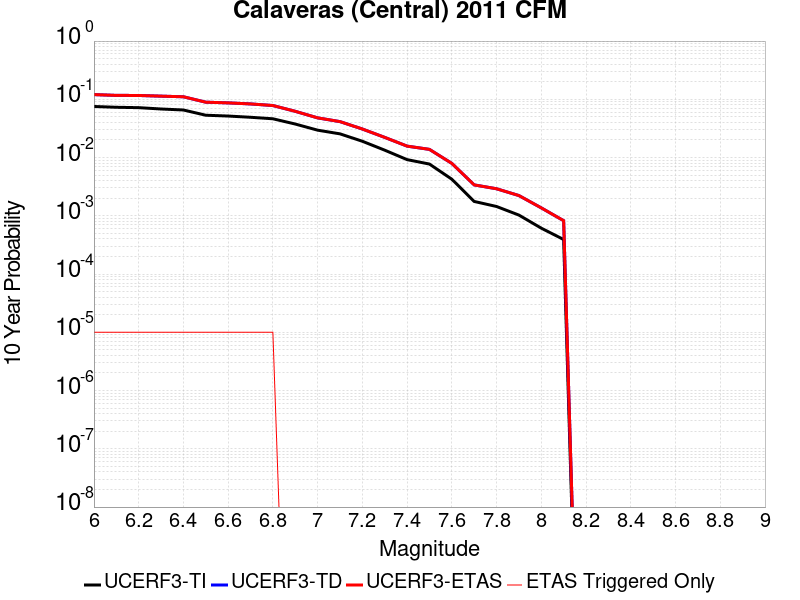 Calaveras (Central) 2011 CFM
10 0
10 -1
10 -2
10 -3
10 -4
10 -5
10 -6
10 -7
10 -8
10 Year Probability
6 6.2 6.4 6.6 6.8 7 7.2 7.4 7.6 7.8 8 8.2 8.4 8.6 8.8 9
Magnitude
UCERF3-TI UCERF3-TD UCERF3-ETAS ETAS Triggered Only